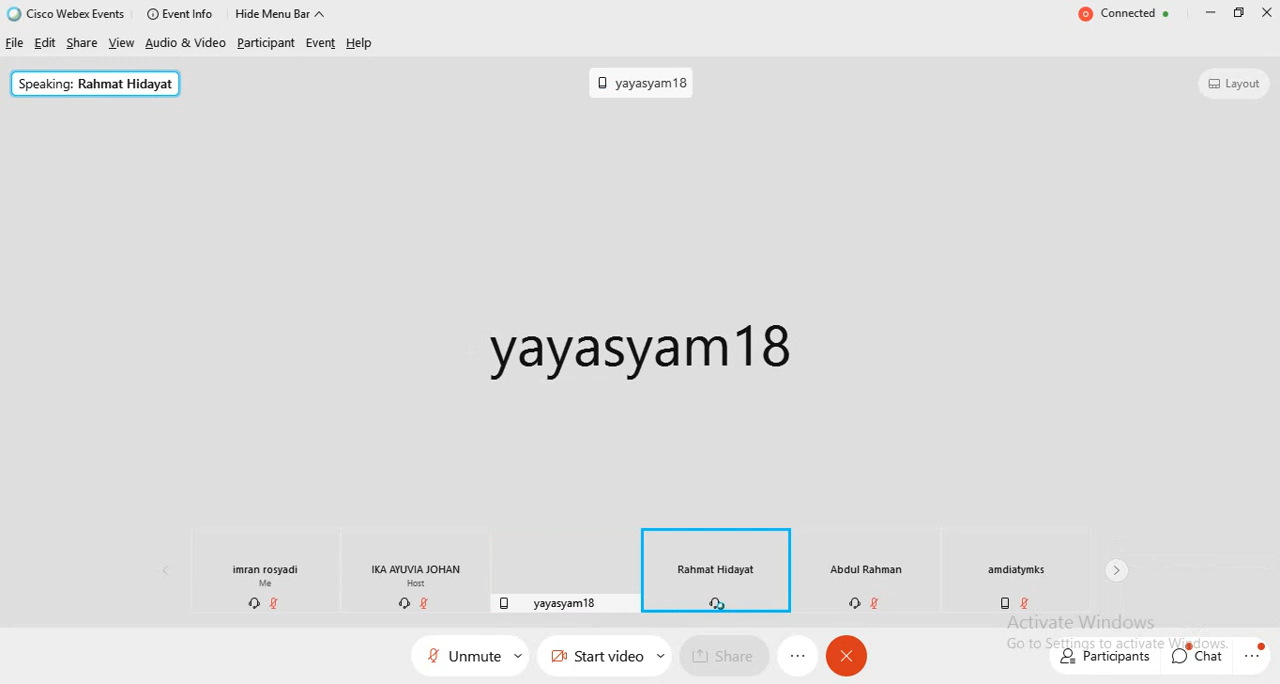 Cisco Webex Events Event Info Hide Menu Bar Connected
File Edit Share View Audio & Video Participant Event Help
Speaking: Rahmat Hidayat yayasyam18 Layout
yayasyam18
imran rosyadi IKA AYUVIA JOHAN Rahmat Hidayat Abdul Rahman amdiatymks
Me Host
yayasyam18
Activate Windows
Go to Settings to activate Windows.
Unmute Start video Share Participants Chat